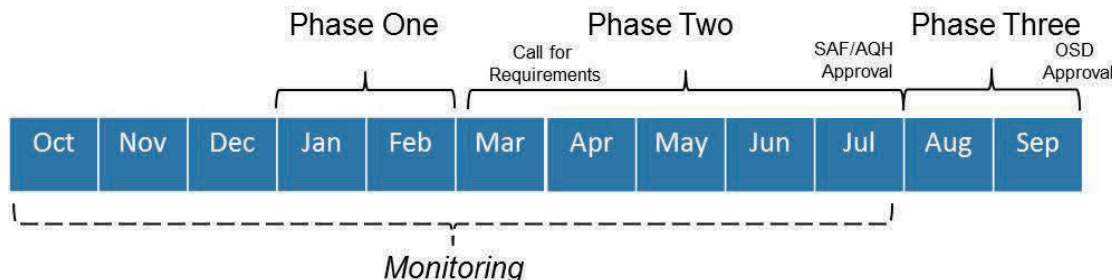 Phase One
Phase Two
Phase Three
Call for
Requirements
SAF/AQH
Approval
OSD
Approval
Oct Nov Dec Jan Feb Mar Apr May Jun Jul Aug Sep
Monitoring